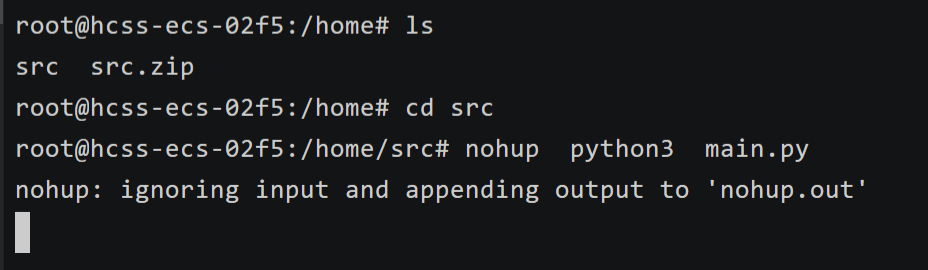 root@hcss-ecs-02f5:/home# ls
src  src.zip
root@hcss-ecs-02f5:/home# cd src
root@hcss-ecs-02f5:/home/src# nohup  python3  main.py
nohup: ignoring input and appending output to 'nohup.out'